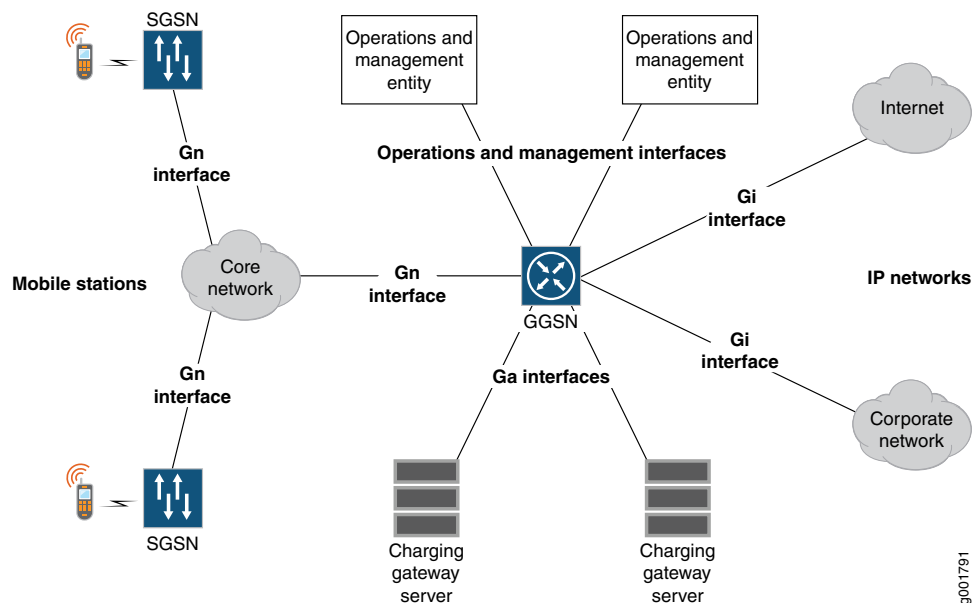 SGSN
Operations and
management
entity
Operations and
management
entity
Internet
Gn
interface
Operations and management interfaces
Gi
interface
Mobile stations
Core
network
Gn
interface
GGSN
IP networks
Gn
interface
Ga interfaces
Gi
interface
Corporate
network
SGSN
Charging
gateway
server
Charging
gateway
server
g001791